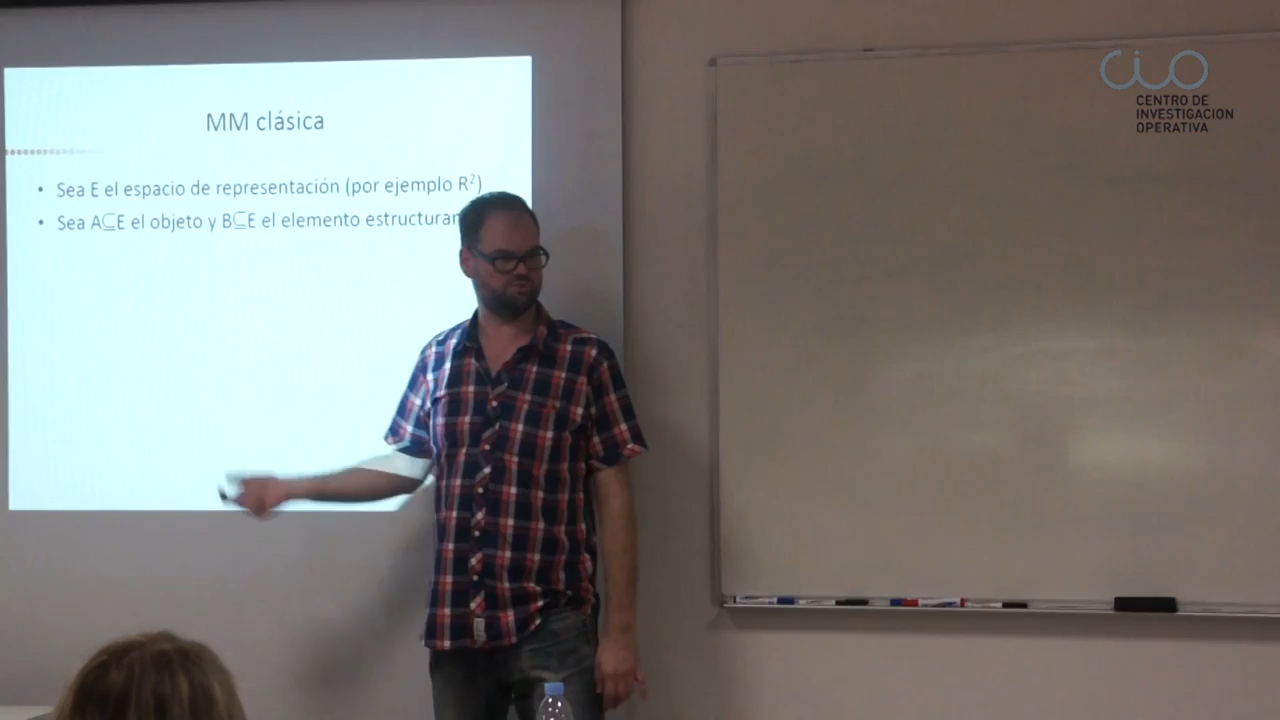 MM clásica
• Sea E el espacio de representación (por ejemplo R²)
• Sea A⊆E el objeto y B⊆E el elemento
CIO
CENTRO DE
INVESTIGACION
OPERATIVA